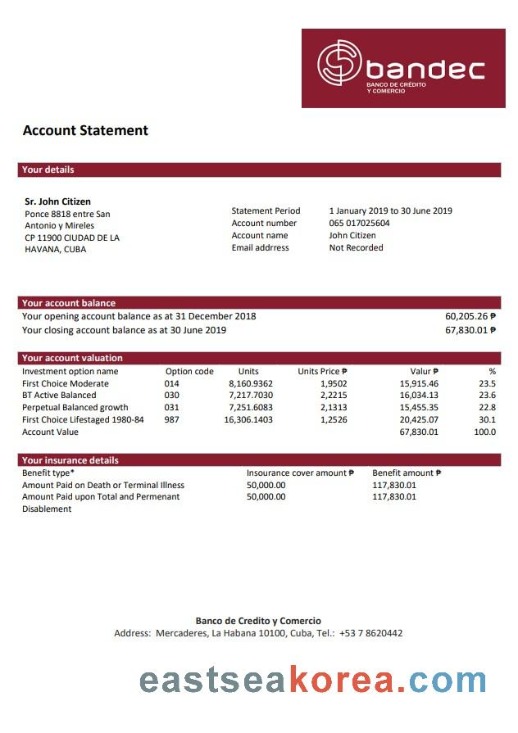 bandec
BANCO DE CRÉDITO
Y COMERCIO
Account Statement
Your details
Sr. John Citizen
Ponce 8818 entre San
Antonio y Mireles
CP 11900 CIUDAD DE LA
HAVANA, CUBA
Statement Period 1 January 2019 to 30 June 2019
Account number 065 017025604
Account name John Citizen
Email addrress Not Recorded
Your account balance
Your opening account balance as at 31 December 2018 60,205.26 ₱
Your closing account balance as at 30 June 2019 67,830.01 ₱
Your account valuation
Investment option name Option code Units Units Price ₱ Valur ₱ %
First Choice Moderate 014 8,160.9362 1,9502 15,915.46 23.5
BT Active Balanced 030 7,217.7030 2,2215 16,034.13 23.6
Perpetual Balanced growth 031 7,251.6083 2,1313 15,455.35 22.8
First Choice Lifestaged 1980-84 987 16,306.1403 1,2526 20,425.07 30.1
Account Value 67,830.01 100.0
Your insurance details
Benefit type* Insourance cover amount ₱ Benefit amount ₱
Amount Paid on Death or Terminal Illness 50,000.00 117,830.01
Amount Paid upon Total and Permenant 50,000.00 117,830.01
Disablement
Banco de Credito y Comercio
Address: Mercaderes, La Habana 10100, Cuba, Tel.: +53 7 8620442
eastseakorea.com